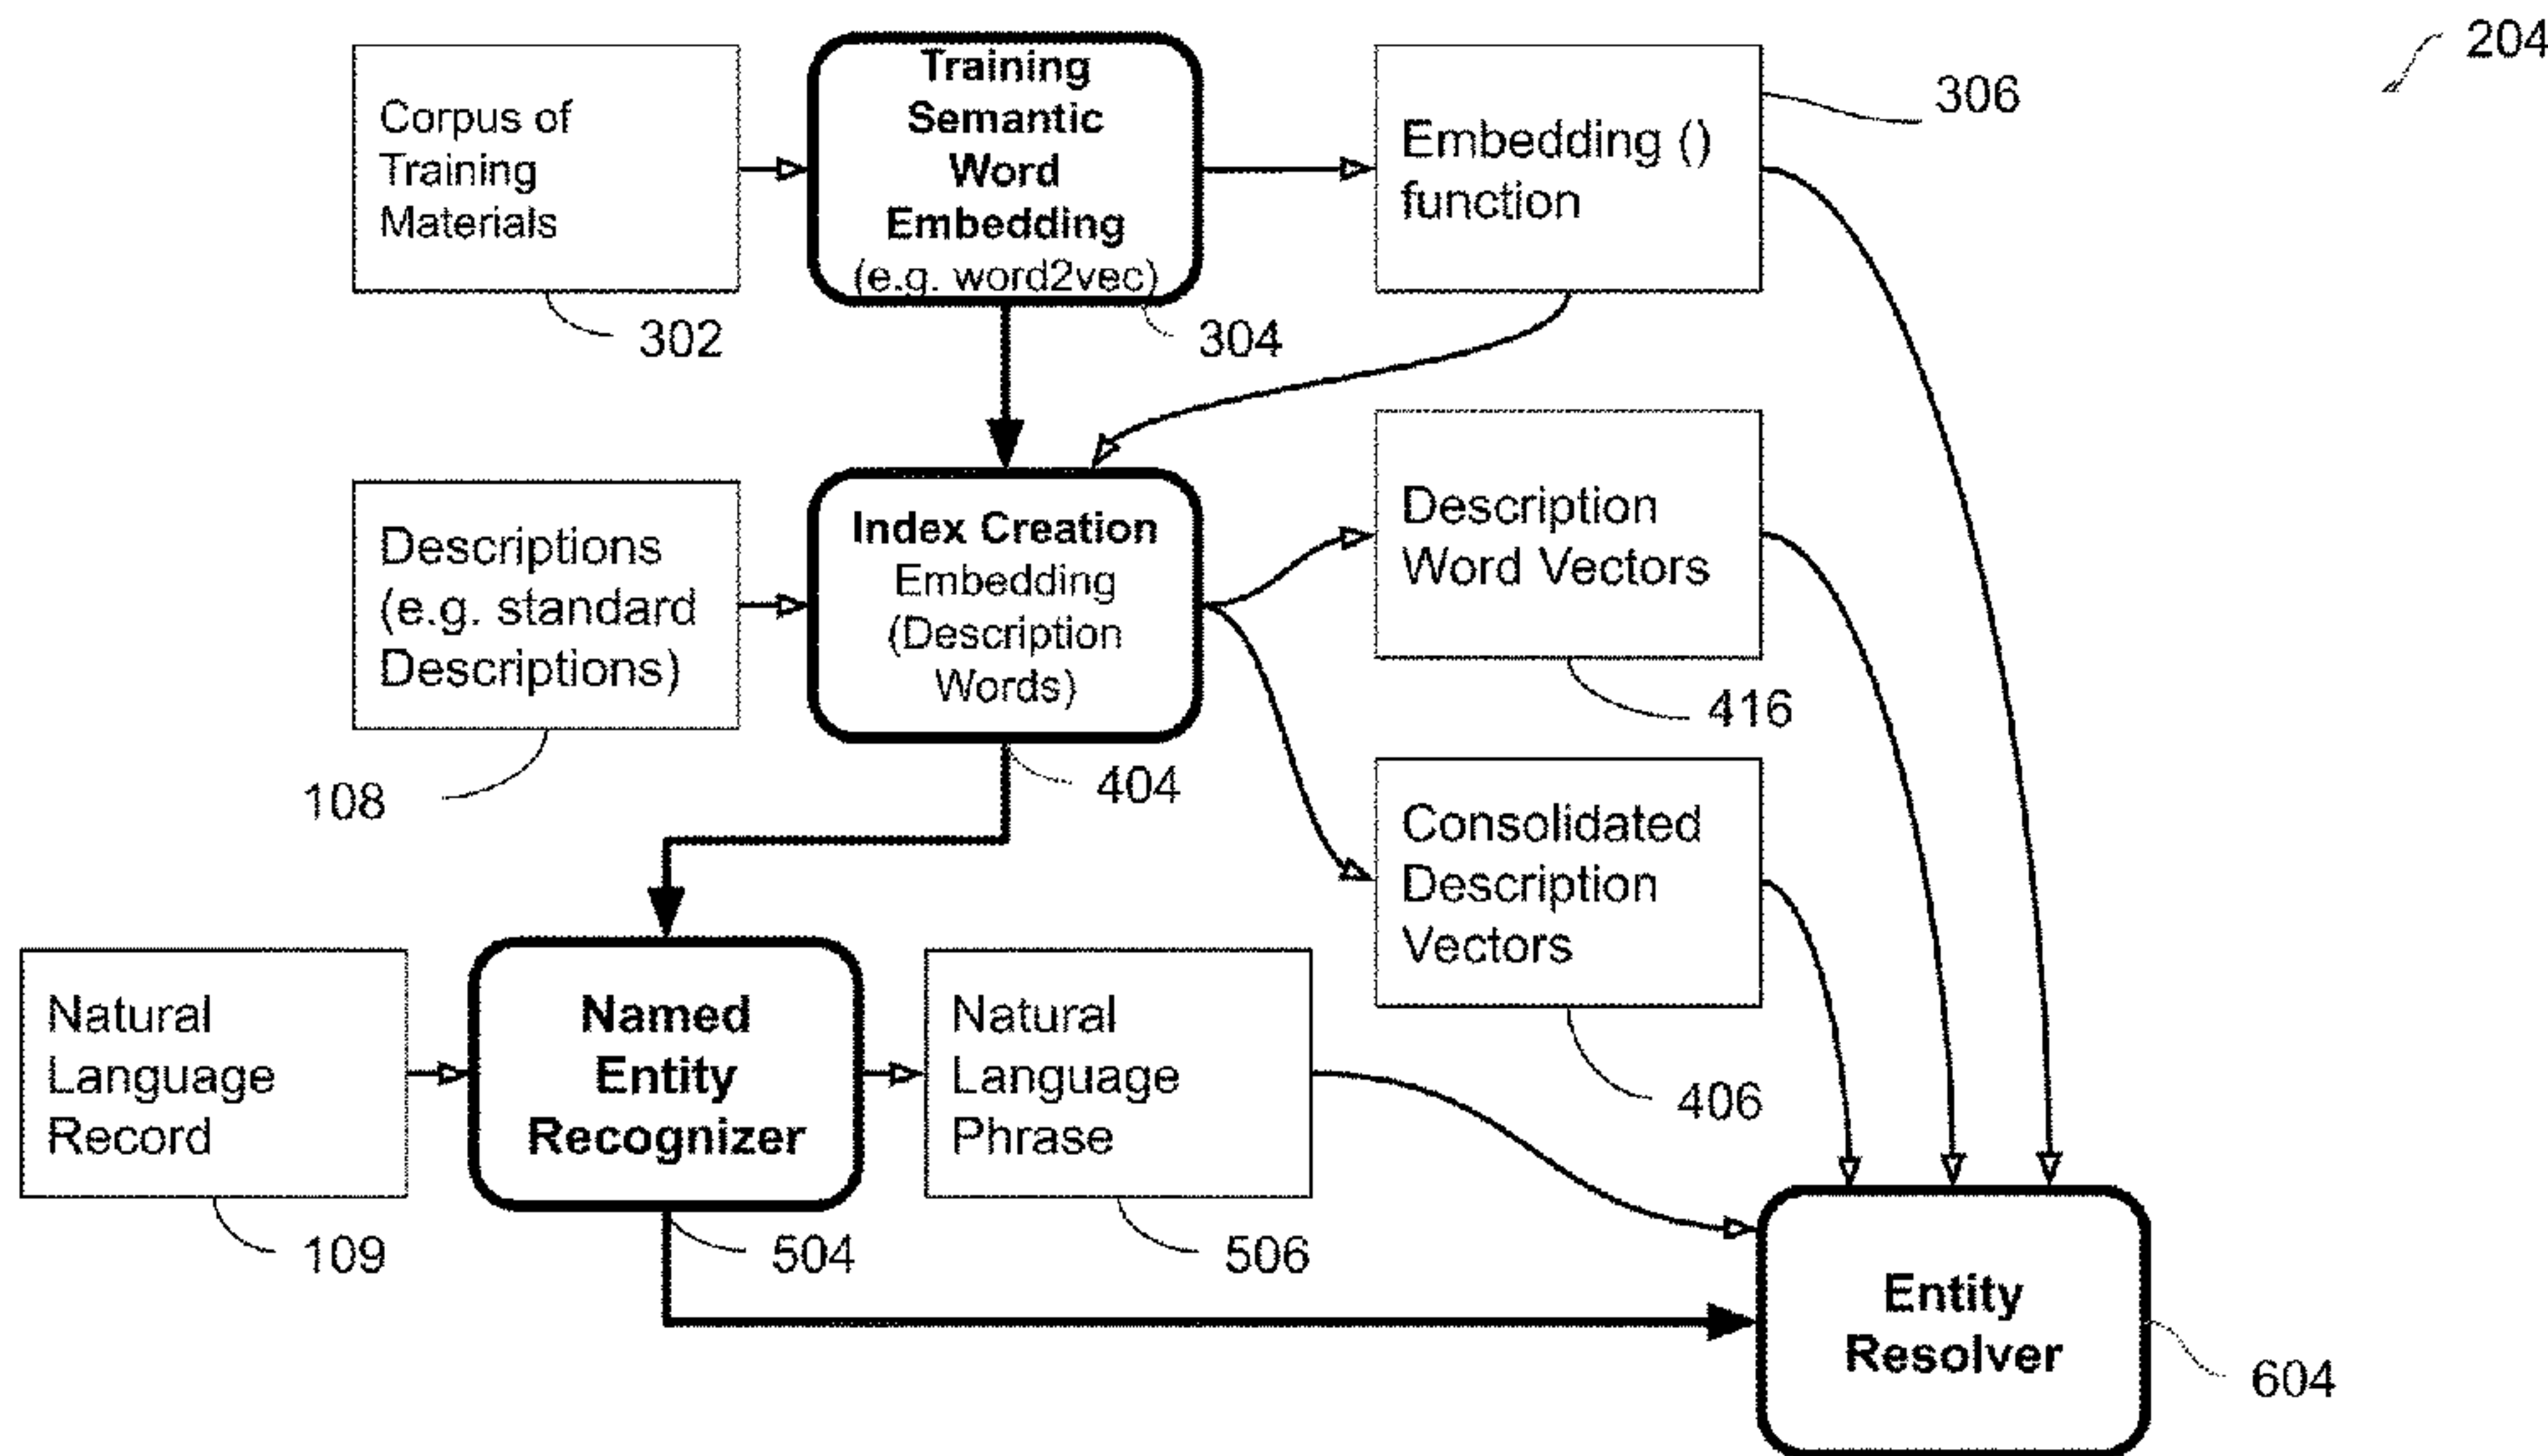 204
Corpus of
Training
Materials
302
Training
Semantic
Word
Embedding
(e.g. word2vec)
304
Embedding ()
function
306
Descriptions
(e.g. standard
Descriptions)
108
Index Creation
Embedding
(Description
Words)
404
Description
Word Vectors
416
Consolidated
Description
Vectors
406
Natural
Language
Record
109
Named
Entity
Recognizer
504
Natural
Language
Phrase
506
Entity
Resolver
604